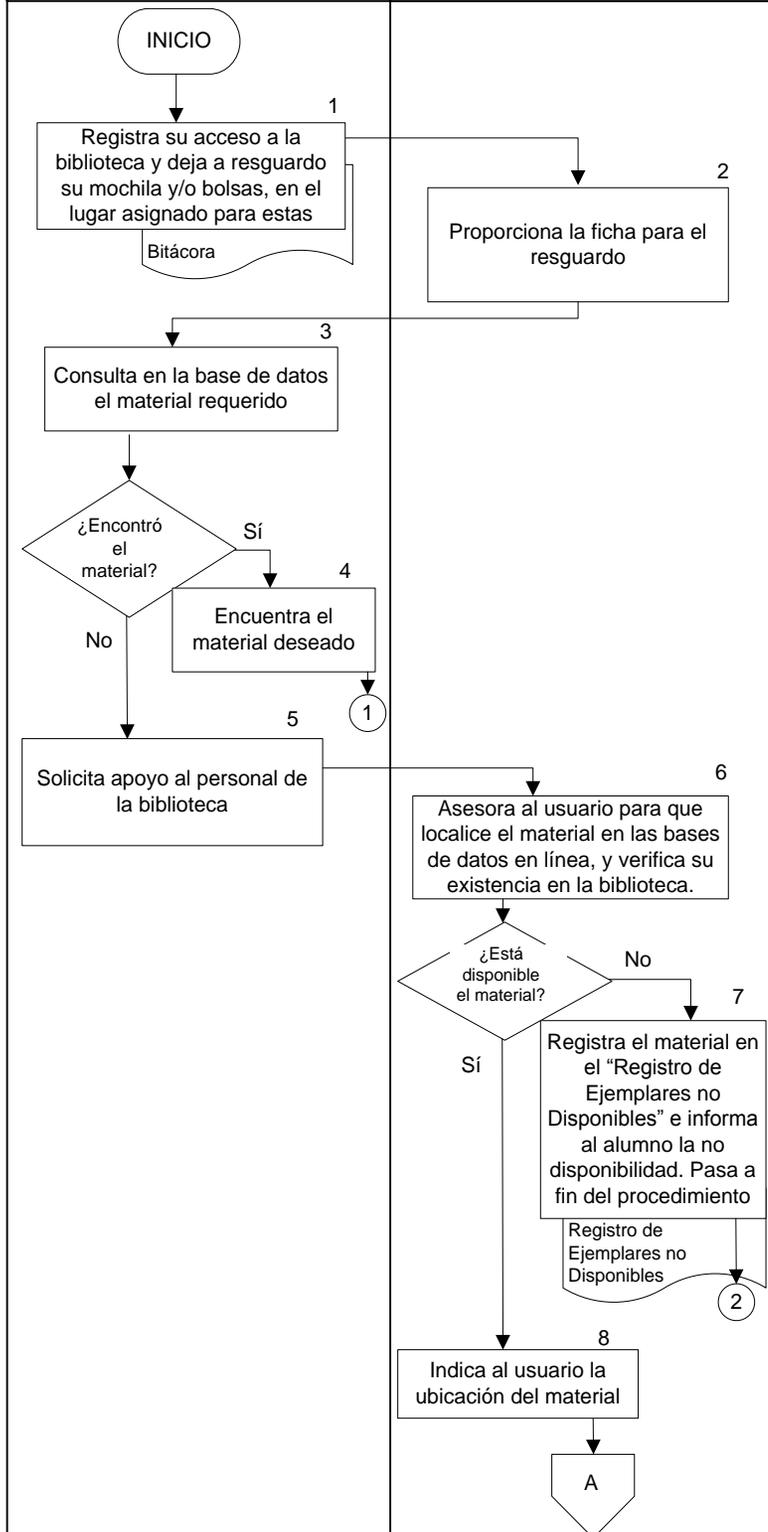 INICIO
1
Registra su acceso a la
biblioteca y deja a resguardo
su mochila y/o bolsas, en el
lugar asignado para estas
Bitácora
2
Proporciona la ficha para el
resguardo
3
Consulta en la base de datos
el material requerido
¿Encontró
el
material?
Sí
No
4
Encuentra el
material deseado
1
5
Solicita apoyo al personal de
la biblioteca
6
Asesora al usuario para que
localice el material en las bases
de datos en línea, y verifica su
existencia en la biblioteca.
¿Está
disponible
el material?
No
Sí
7
Registra el material en
el “Registro de
Ejemplares no
Disponibles” e informa
al alumno la no
disponibilidad. Pasa a
fin del procedimiento
Registro de
Ejemplares no
Disponibles
2
8
Indica al usuario la
ubicación del material
A